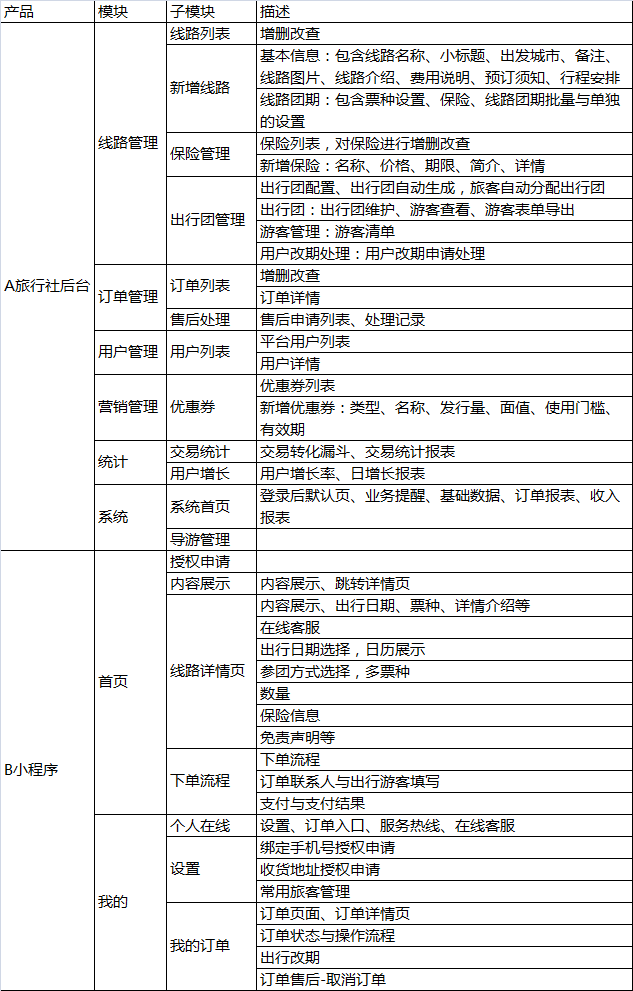 产品 模块 子模块 描述
线路列表 增删改查
基本信息：包含线路名称、小标题、出发城市、备注、
线路图片、线路介绍、费用说明、预订须知、行程安排
新增线路
线路团期：包含票种设置、保险、线路团期批量与单独
的设置
线路管理
保险列表，对保险进行增删改查
保险管理
新增保险：名称、价格、期限、简介、详情
出行团配置、出行团自动生成，旅客自动分配出行团
出行团：出行团维护、游客查看、游客表单导出
出行团管理
游客管理：游客清单
用户改期处理：用户改期申请处理
A旅行社后台
增删改查
订单管理 订单列表
订单详情
售后处理 售后申请列表、处理记录
平台用户列表
用户管理 用户列表
用户详情
优惠券列表
营销管理 优惠券
新增优惠券：类型、名称、发行量、面值、使用门槛、
有效期
交易统计 交易转化漏斗、交易统计报表
统计
用户增长 用户增长率、日增长报表
登录后默认页、业务提醒、基础数据、订单报表、收入
系统 系统首页
报表
导游管理
授权申请
内容展示 内容展示、跳转详情页
内容展示、出行日期、票种、详情介绍等
在线客服
出行日期选择，日历展示
线路详情页 参团方式选择，多票种
首页
数量
保险信息
免责声明等
B小程序
下单流程
下单流程 订单联系人与出行游客填写
支付与支付结果
个人在线 设置、订单入口、服务热线、在线客服
绑定手机号授权申请
设置 收货地址授权申请
常用旅客管理
我的
订单页面、订单详情页
订单状态与操作流程
我的订单
出行改期
订单售后-取消订单